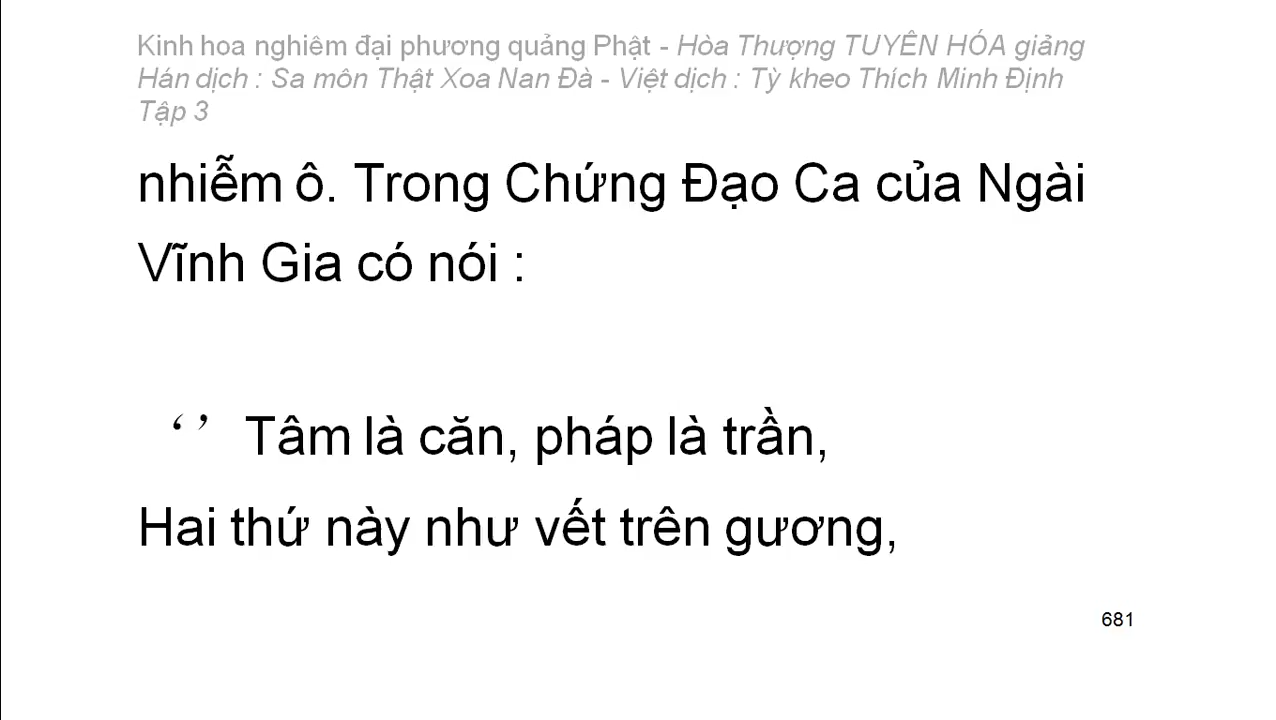 Kinh hoa nghiêm đại phương quảng Phật - Hòa Thượng TUYÊN HÓA giảng
Hán dịch : Sa môn Thật Xoa Nan Đà - Việt dịch : Tỳ kheo Thích Minh Định
Tập 3
nhiễm ô. Trong Chứng Đạo Ca của Ngài
Vĩnh Gia có nói :
‘’ Tâm là căn, pháp là trần,
Hai thứ này như vết trên gương,
681